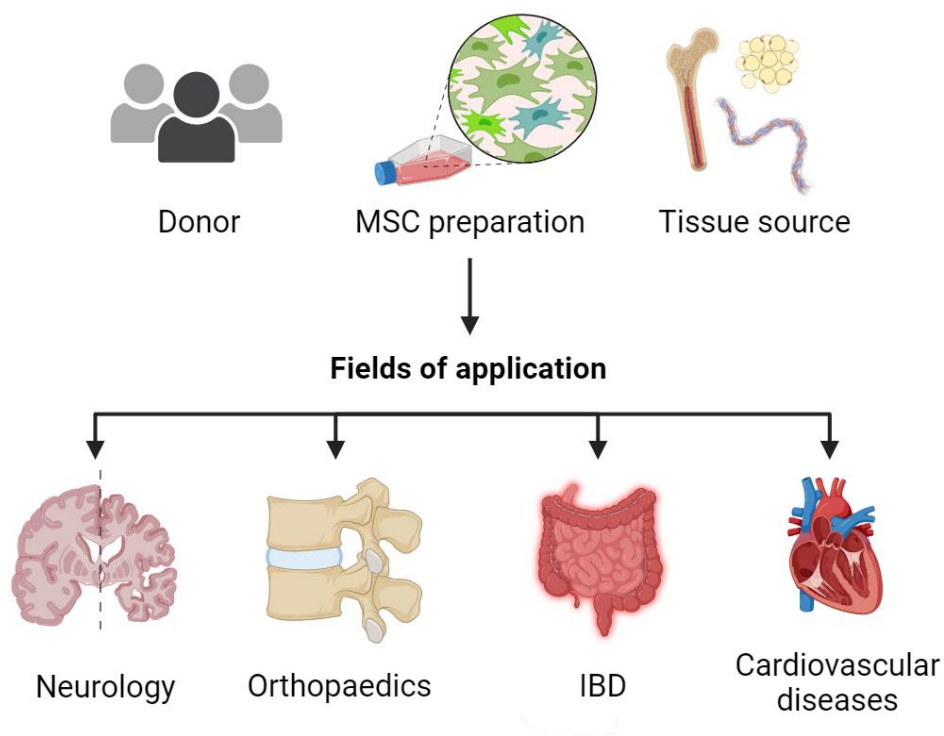 Donor
MSC preparation
Tissue source
Fields of application
Neurology
Orthopaedics
IBD
Cardiovascular
diseases